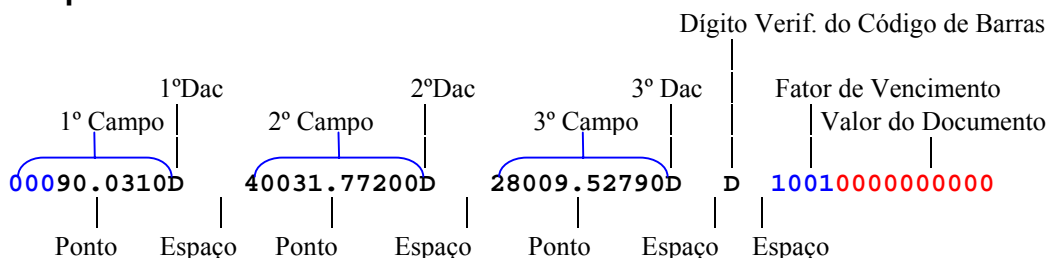 Dígito Verif. do Código de Barras
1ºDac 2ºDac 3º Dac Fator de Vencimento
1º Campo 2º Campo 3º Campo Valor do Documento
00090.0310D 40031.77200D 28009.52790D D 10010000000000
Ponto Espaço Ponto Espaço Ponto Espaço Espaço